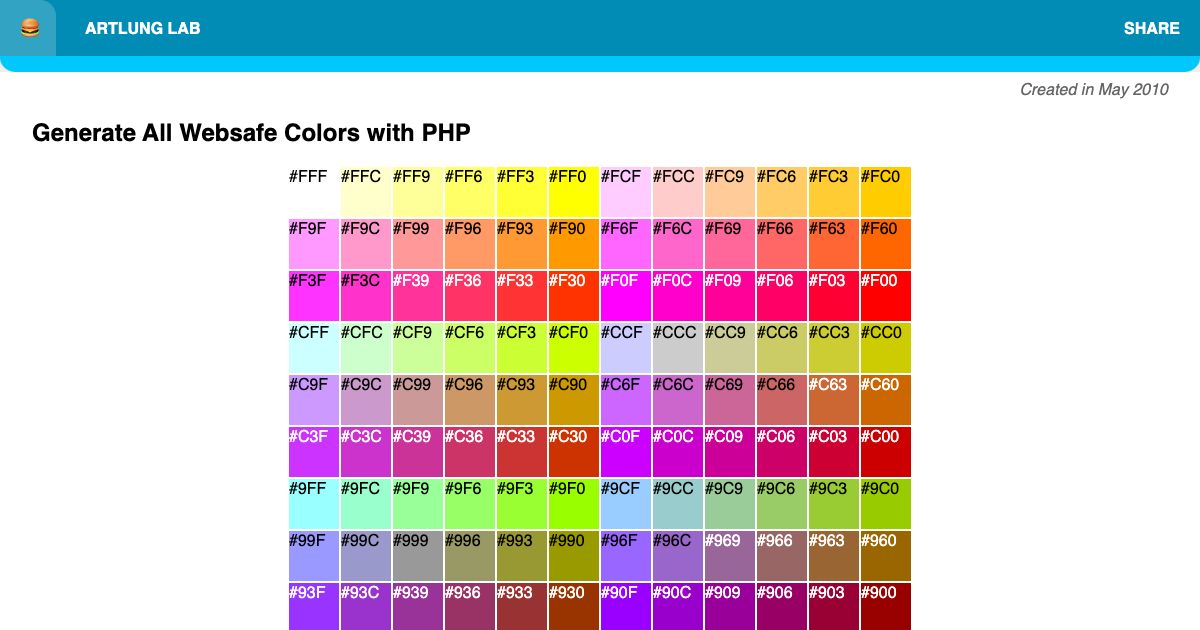 ARTLUNG LAB SHARE
Created in May 2010
Generate All Websafe Colors with PHP
#FFF #FFC #FF9 #FF6 #FF3 #FF0 #FCF #FCC #FC9 #FC6 #FC3 #FC0
#F9F #F9C #F99 #F96 #F93 #F90 #F6F #F6C #F69 #F66 #F63 #F60
#F3F #F3C #F39 #F36 #F33 #F30 #F0F #F0C #F09 #F06 #F03 #F00
#CFF #CFC #CF9 #CF6 #CF3 #CF0 #CCF #CCC #CC9 #CC6 #CC3 #CC0
#C9F #C9C #C99 #C96 #C93 #C90 #C6F #C6C #C69 #C66 #C63 #C60
#C3F #C3C #C39 #C36 #C33 #C30 #C0F #C0C #C09 #C06 #C03 #C00
#9FF #9FC #9F9 #9F6 #9F3 #9F0 #9CF #9CC #9C9 #9C6 #9C3 #9C0
#99F #99C #999 #996 #993 #990 #96F #96C #969 #966 #963 #960
#93F #93C #939 #936 #933 #930 #90F #90C #909 #906 #903 #900